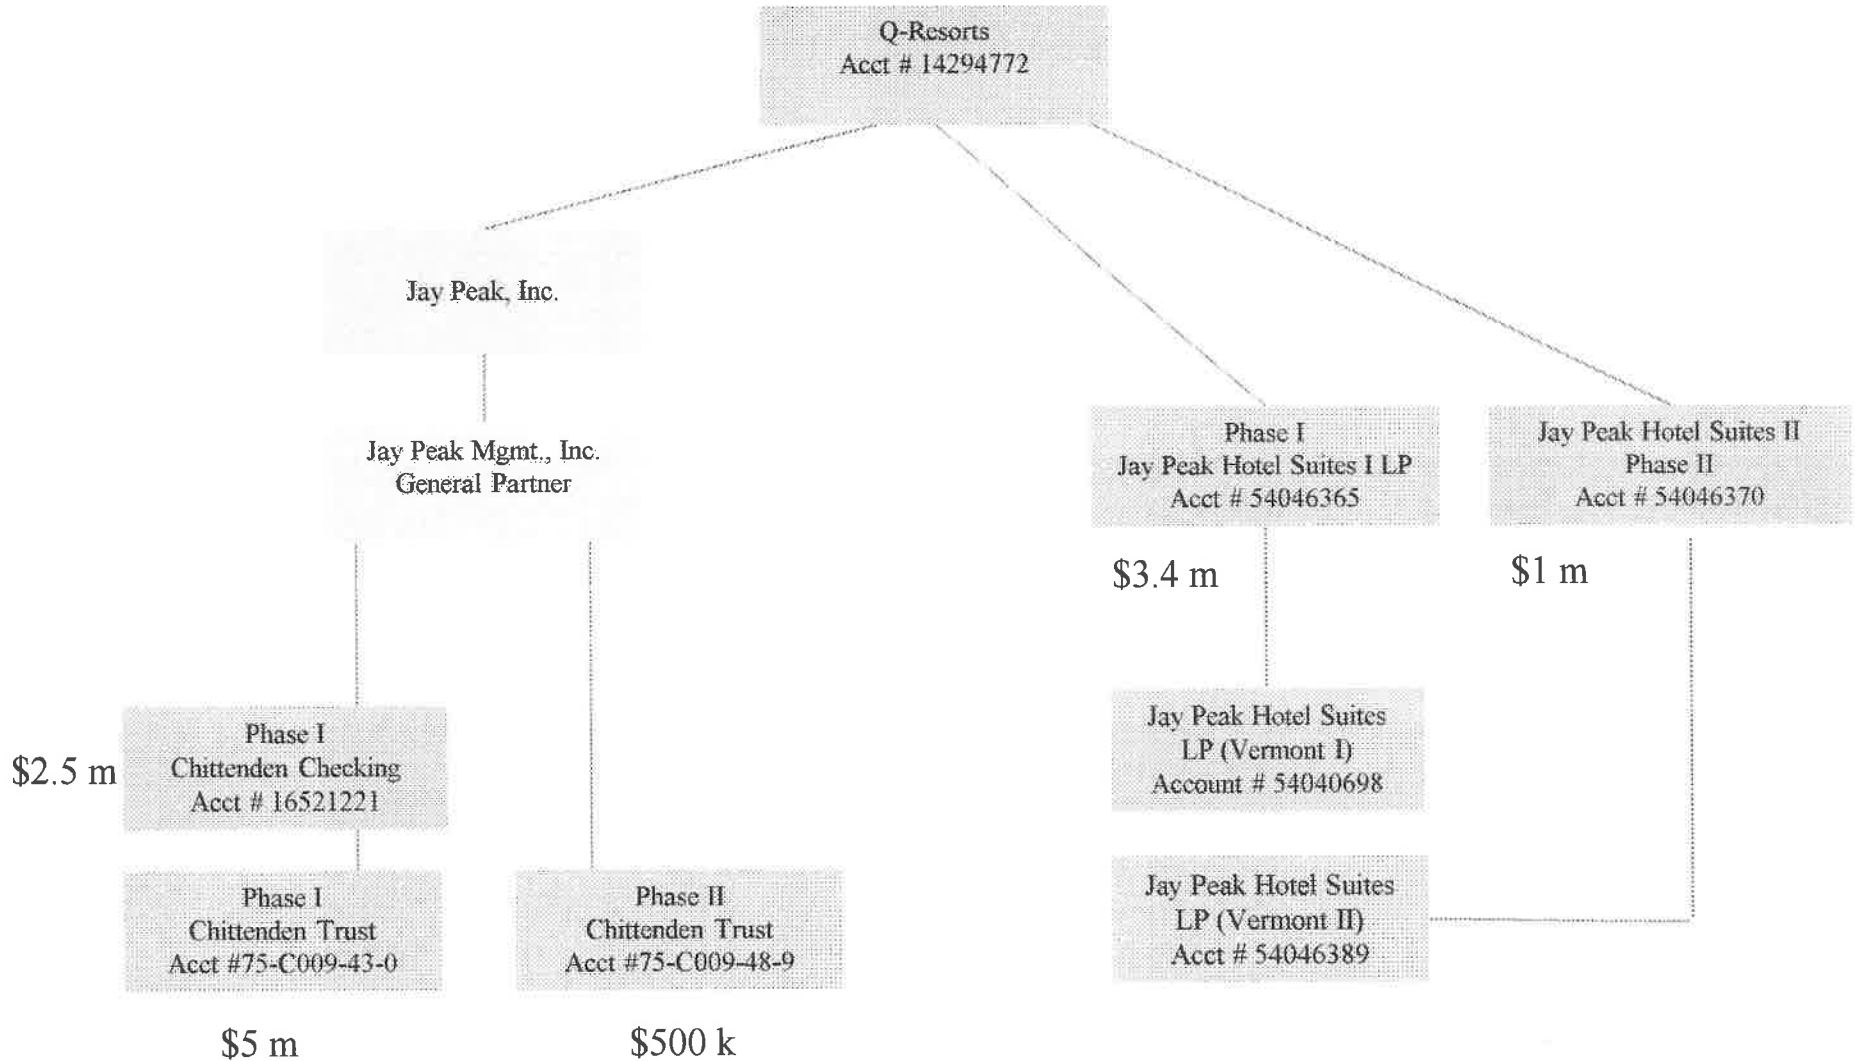 Q-Resorts
Acct # 14294772
Jay Peak, Inc.
Jay Peak Mgmt., Inc.
General Partner
Phase I
Jay Peak Hotel Suites I LP
Acct # 54046365
Jay Peak Hotel Suites II
Phase II
Acct # 54046370
$3.4 m
$1 m
Phase I
Chittenden Checking
Acct # 16521221
$2.5 m
Jay Peak Hotel Suites
LP (Vermont I)
Account # 54040698
Phase I
Chittenden Trust
Acct #75-C009-43-0
Phase II
Chittenden Trust
Acct #75-C009-48-9
Jay Peak Hotel Suites
LP (Vermont II)
Acct # 54046389
$5 m
$500 k